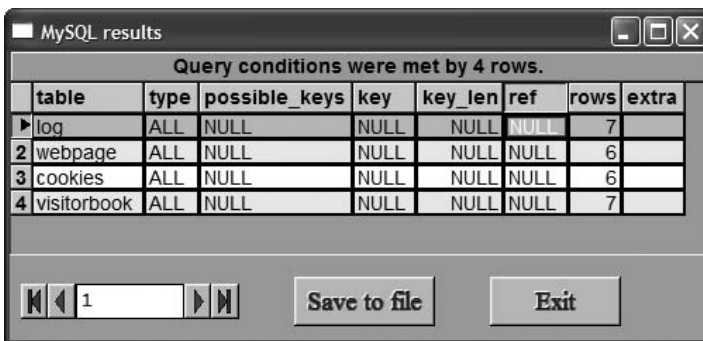 MySQL results
Query conditions were met by 4 rows.
table type possible_keys key key_len ref rows extra
log ALL NULL NULL NULL NULL 7
2 webpage ALL NULL NULL NULL NULL 6
3 cookies ALL NULL NULL NULL NULL 6
4 visitorbook ALL NULL NULL NULL NULL 7
1 Save to file Exit